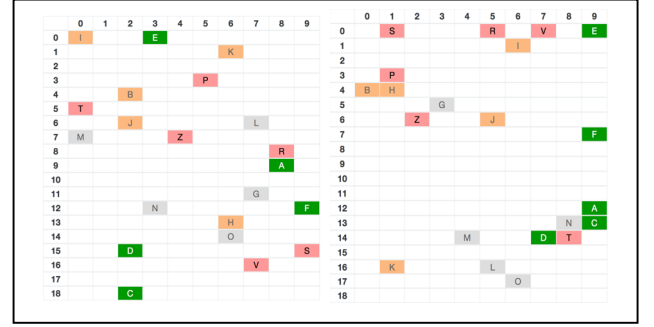 0 1 2 3 4 5 6 7 8 9
0 I E
1 K
2
3 P
4 B
5 T
6 J L
7 M Z
8 R
9 A
10
11 G
12 N F
13 H
14 O
15 D S
16 V
17
18 C
0 1 2 3 4 5 6 7 8 9
0 S R V E
1 I
2
3 P
4 B H
5 G
6 Z J
7 F
8
9
10
11
12 A
13 N C
14 M D T
15
16 K L
17 O
18